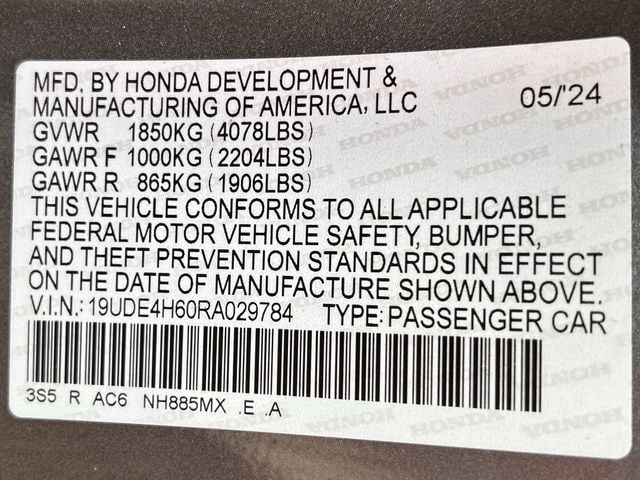 MFD. BY HONDA DEVELOPMENT &
MANUFACTURING OF AMERICA, LLC 05/'24
GVWR 1850KG (4078LBS)
GAWR F 1000KG (2204LBS)
GAWR R 865KG (1906LBS)
THIS VEHICLE CONFORMS TO ALL APPLICABLE
FEDERAL MOTOR VEHICLE SAFETY, BUMPER,
AND THEFT PREVENTION STANDARDS IN EFFECT
ON THE DATE OF MANUFACTURE SHOWN ABOVE.
V.I.N.: 19UDE4H60RA029784 TYPE: PASSENGER CAR
3S5 R AC6 NH885MX .E .A